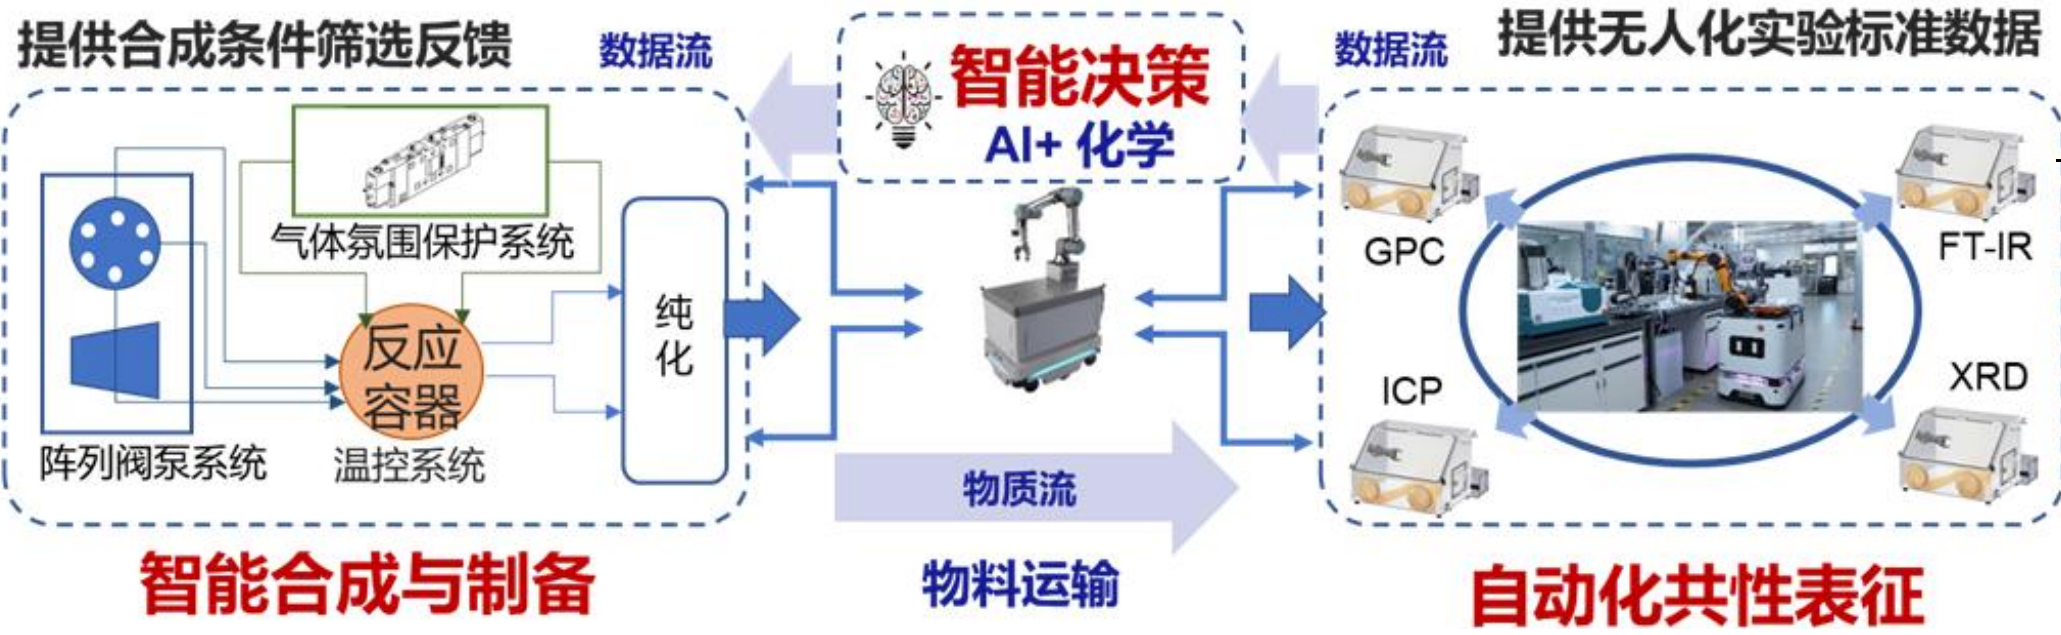 提供合成条件筛选反馈
数据流
智能决策
AI+ 化学
数据流
提供无人化实验标准数据
气体氛围保护系统
反应
容器
纯
化
阵列阀泵系统
温控系统
GPC
FT-IR
ICP
XRD
物质流
智能合成与制备
物料运输
自动化共性表征